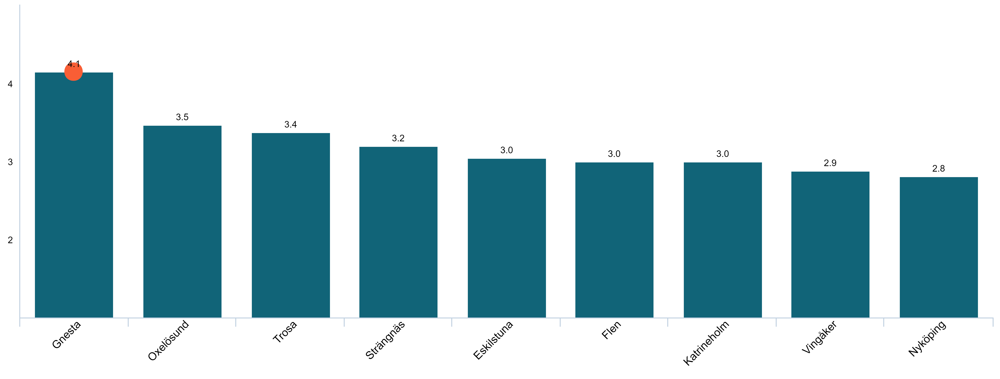 4.1
3.5
3.4
3.2
3.0
3.0
3.0
2.9
2.8
4
3
2
Gnesta
Oxelösund
Trosa
Strängnäs
Eskilstuna
Flen
Katrineholm
Vingåker
Nyköping